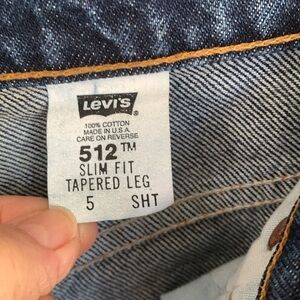 LEVI'S®
100% COTTON
MADE IN U.S.A.
CARE ON REVERSE
512™
SLIM FIT
TAPERED LEG
5 SHT